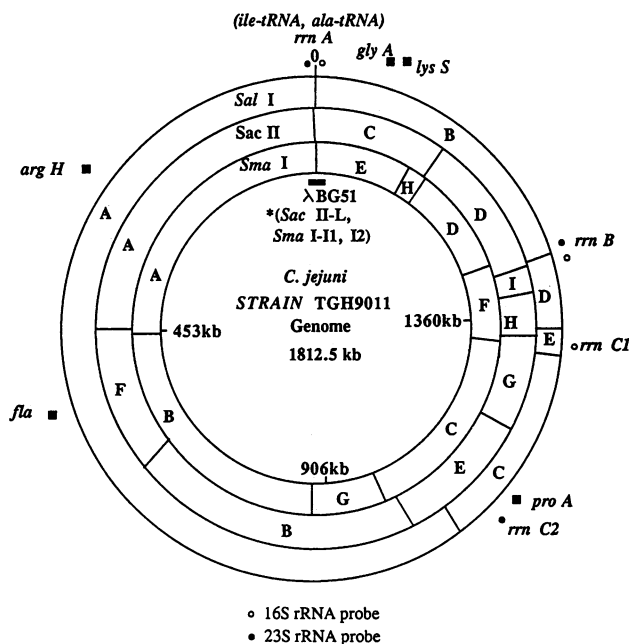 (ile-tRNA, ala-tRNA)
rrn A
0
gly A
lys S
Sal I
Sac II
Sma I
C
B
E
H
arg H
λBG51
*(Sac II-L,
Sma I-I1, I2)
A
A
A
D
D
rrn B
C. jejuni
STRAIN TGH9011
Genome
1812.5 kb
453kb
1360kb
F
I
D
H
E
rrn C1
G
fla
F
B
C
E
C
906kb
G
B
pro A
rrn C2
16S rRNA probe
23S rRNA probe